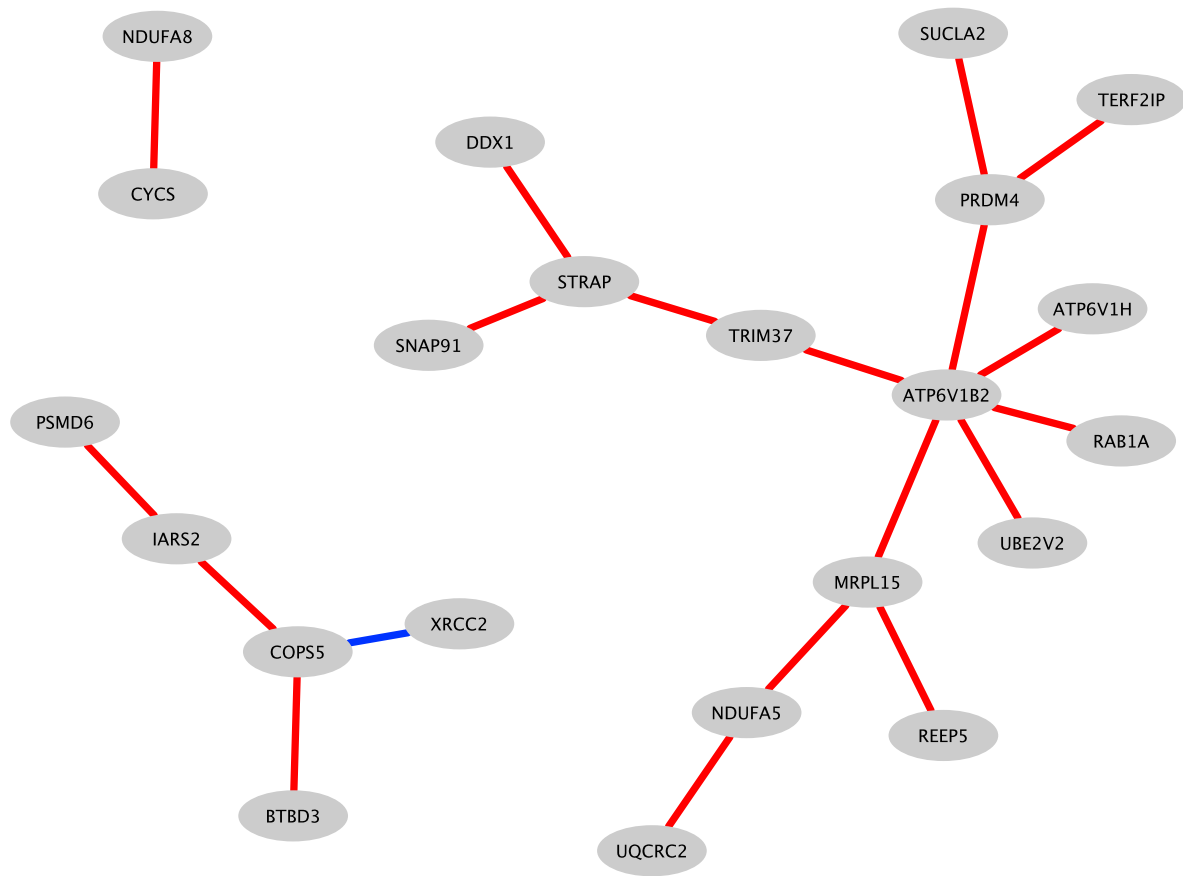 NDUFA8
SUCLA2
TERF2IP
DDX1
CYCS
PRDM4
STRAP
ATP6V1H
TRIM37
SNAP91
ATP6V1B2
PSMD6
RAB1A
IARS2
UBE2V2
MRPL15
XRCC2
COPS5
NDUFA5
REEP5
BTBD3
UQCRC2